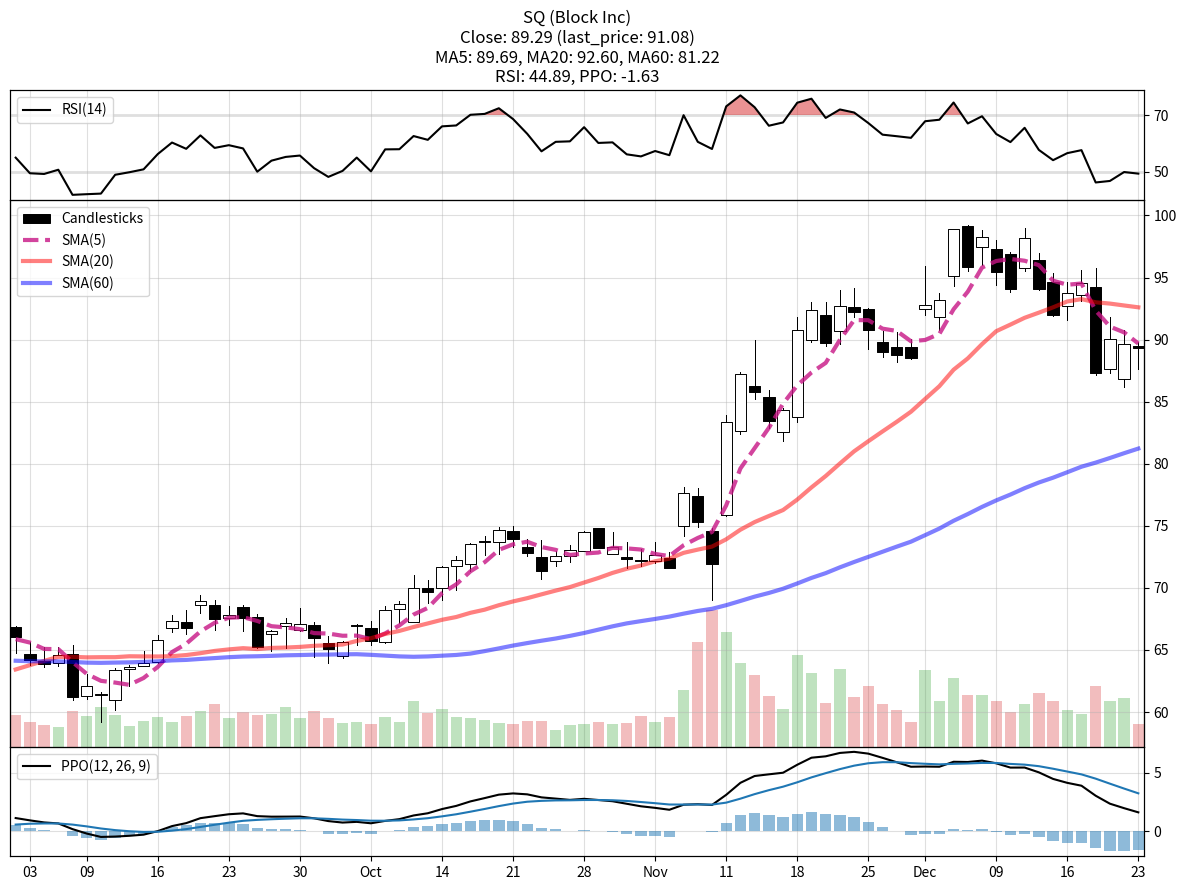 SQ (Block Inc)
Close: 89.29 (last_price: 91.08)
MA5: 89.69, MA20: 92.60, MA60: 81.22
RSI: 44.89, PPO: -1.63
RSI(14)
70
50
Candlesticks
SMA(5)
SMA(20)
SMA(60)
100
95
90
85
80
75
70
65
60
PPO(12, 26, 9)
5
0
03 09 16 23 30 Oct 14 21 28 Nov 11 18 25 Dec 09 16 23